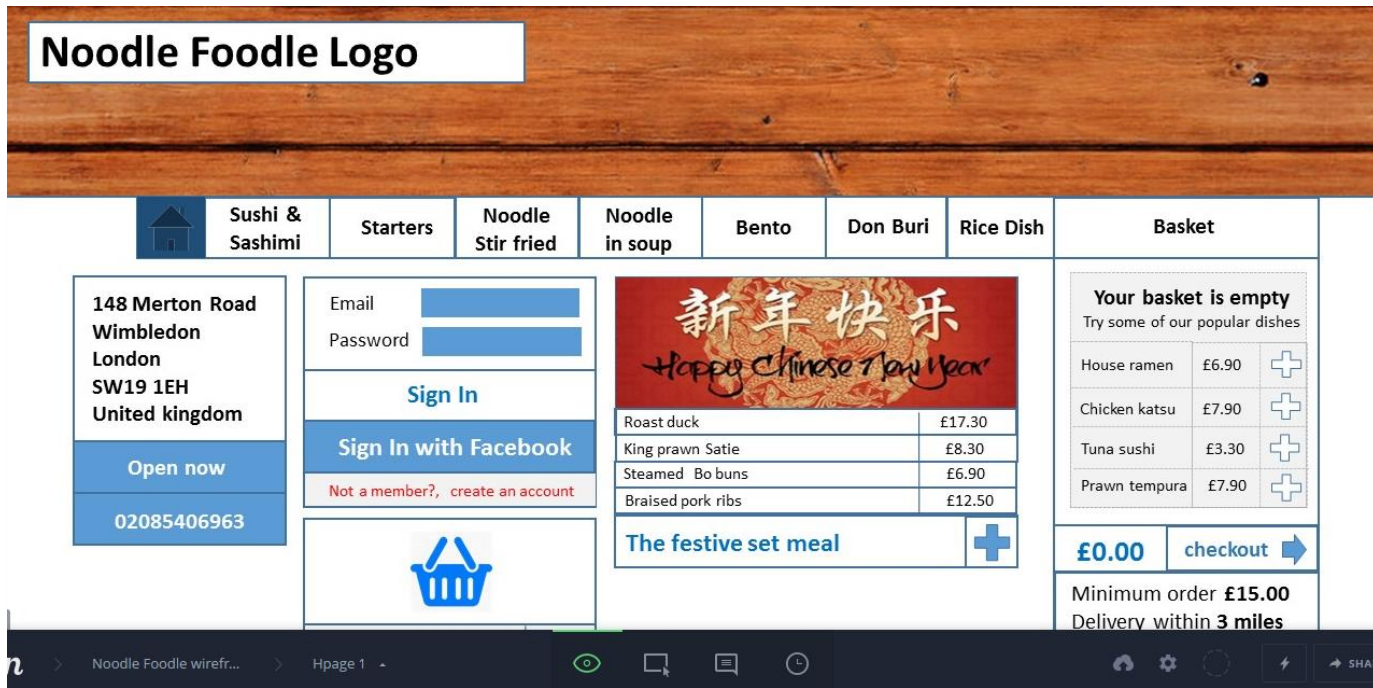 Noodle Foodle Logo
Sushi &
Sashimi
Starters
Noodle
Stir fried
Noodle
in soup
Bento
Don Buri
Rice Dish
Basket
148 Merton Road
Wimbledon
London
SW19 1EH
United kingdom
Open now
02085406963
Email
Password
Sign In
Sign In with Facebook
Not a member?, create an account
新年快乐
Happy Chinese New Year
Roast duck £17.30
King prawn Satie £8.30
Steamed Bo buns £6.90
Braised pork ribs £12.50
The festive set meal
Your basket is empty
Try some of our popular dishes
House ramen £6.90
Chicken katsu £7.90
Tuna sushi £3.30
Prawn tempura £7.90
£0.00 checkout
Minimum order £15.00
Delivery within 3 miles
n Noodle Foodle wirefr... Hpage 1 SHA